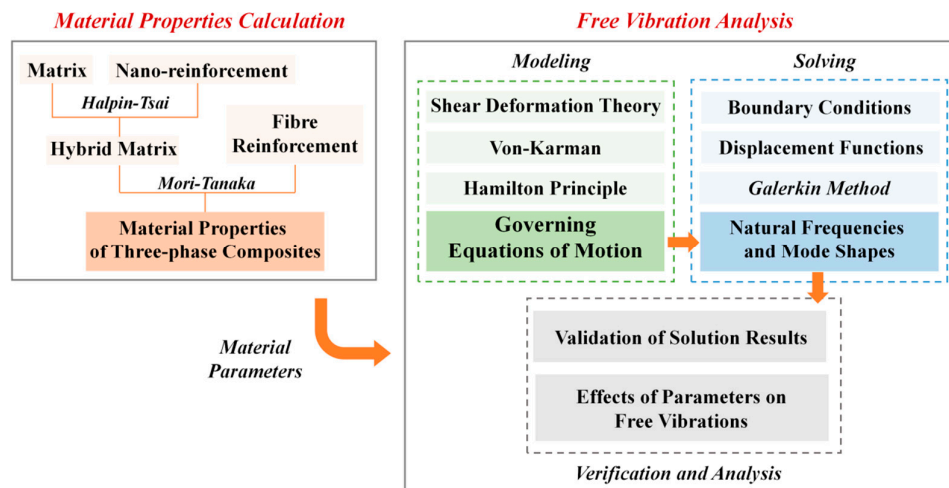 Material Properties Calculation
Matrix
Nano-reinforcement
Halpin-Tsai
Hybrid Matrix
Fibre
Reinforcement
Mori-Tanaka
Material Properties
of Three-phase Composites
Material
Parameters
Free Vibration Analysis
Modeling
Shear Deformation Theory
Von-Karman
Hamilton Principle
Governing
Equations of Motion
Solving
Boundary Conditions
Displacement Functions
Galerkin Method
Natural Frequencies
and Mode Shapes
Validation of Solution Results
Effects of Parameters on
Free Vibrations
Verification and Analysis